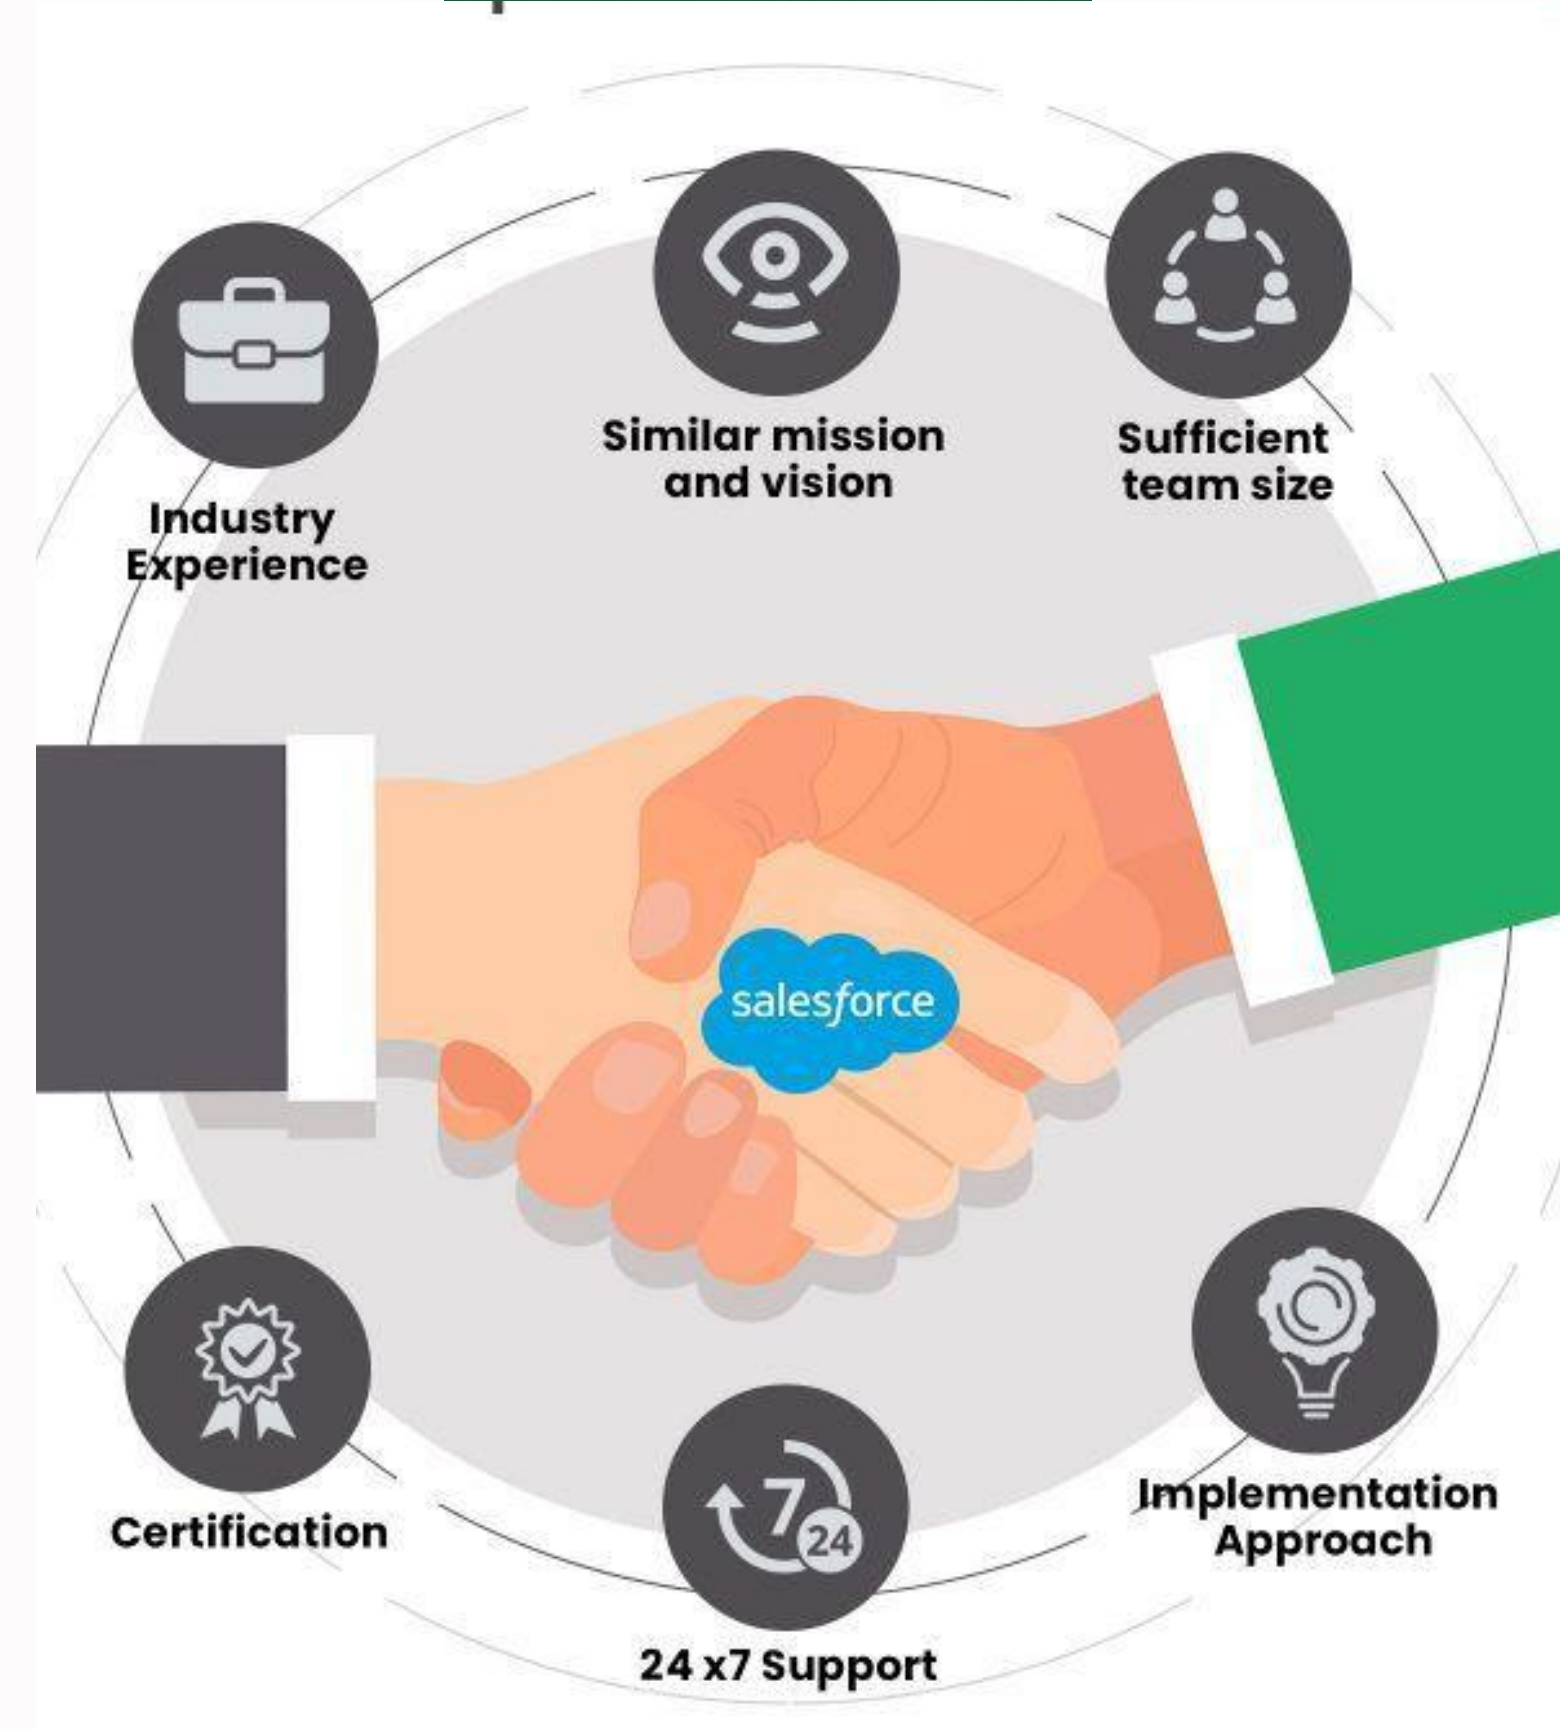 Industry
Experience
Similar mission
and vision
Sufficient
team size
salesforce
Certification
7
24
24 x7 Support
Implementation
Approach